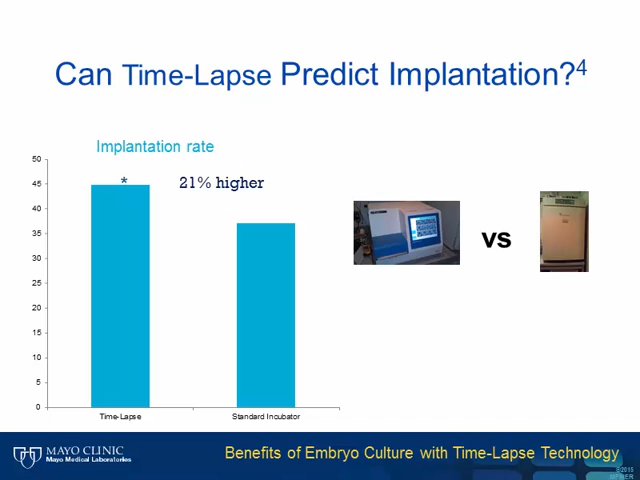 Can Time-Lapse Predict Implantation?4
Implantation rate
50
45
40
35
30
25
20
15
10
5
0
*
21% higher
Time-Lapse
Standard Incubator
vs
MAYO CLINIC
Mayo Medical Laboratories
Benefits of Embryo Culture with Time-Lapse Technology